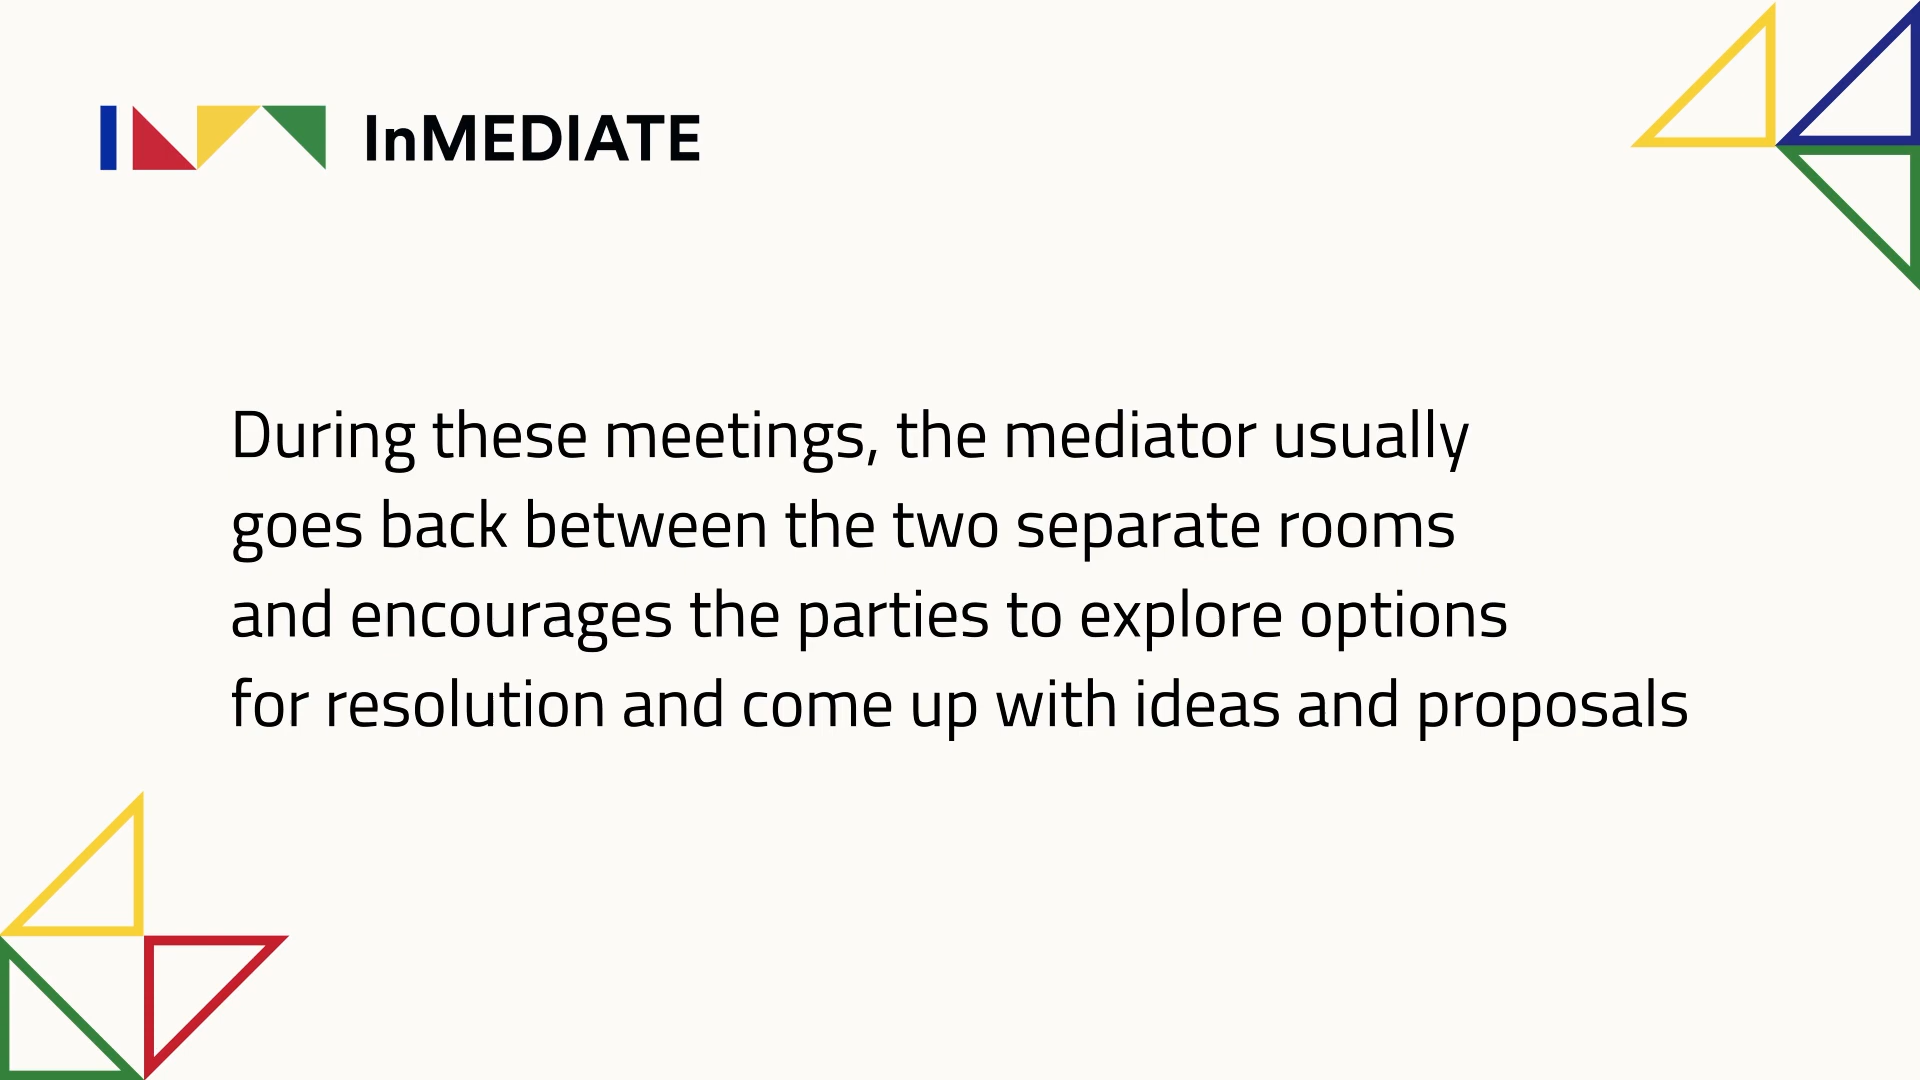 InMEDIATE
During these meetings, the mediator usually
goes back between the two separate rooms
and encourages the parties to explore options
for resolution and come up with ideas and proposals